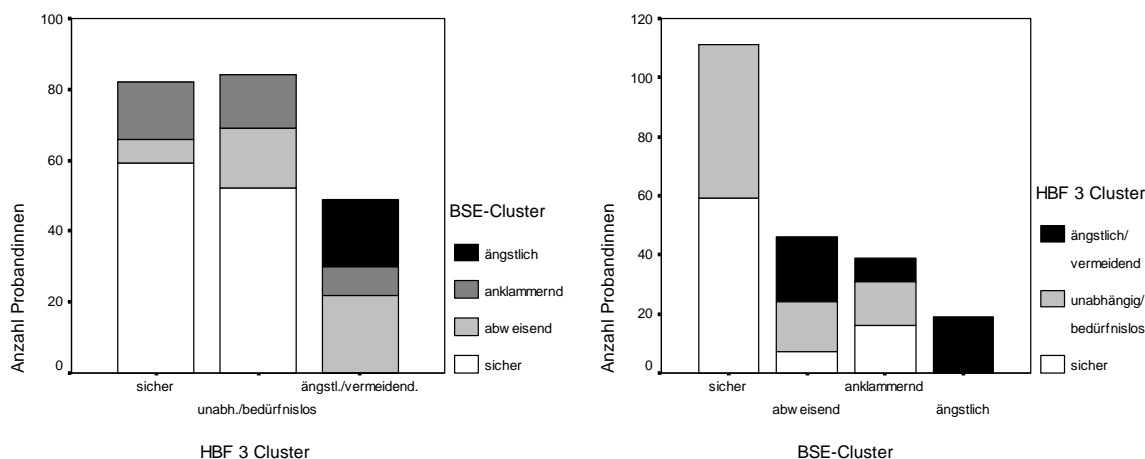 100
80
60
40
20
0
Anzahl Probandinnen
sicher
unabh./bedürfnislos
ängstl./vermeidend.
HBF 3 Cluster
BSE-Cluster
ängstlich
anklammernd
abw eisend
sicher
120
100
80
60
40
20
0
Anzahl Probandinnen
sicher
abw eisend
anklammernd
ängstlich
BSE-Cluster
HBF 3 Cluster
ängstlich/
vermeidend
unabhängig/
bedürfnislos
sicher